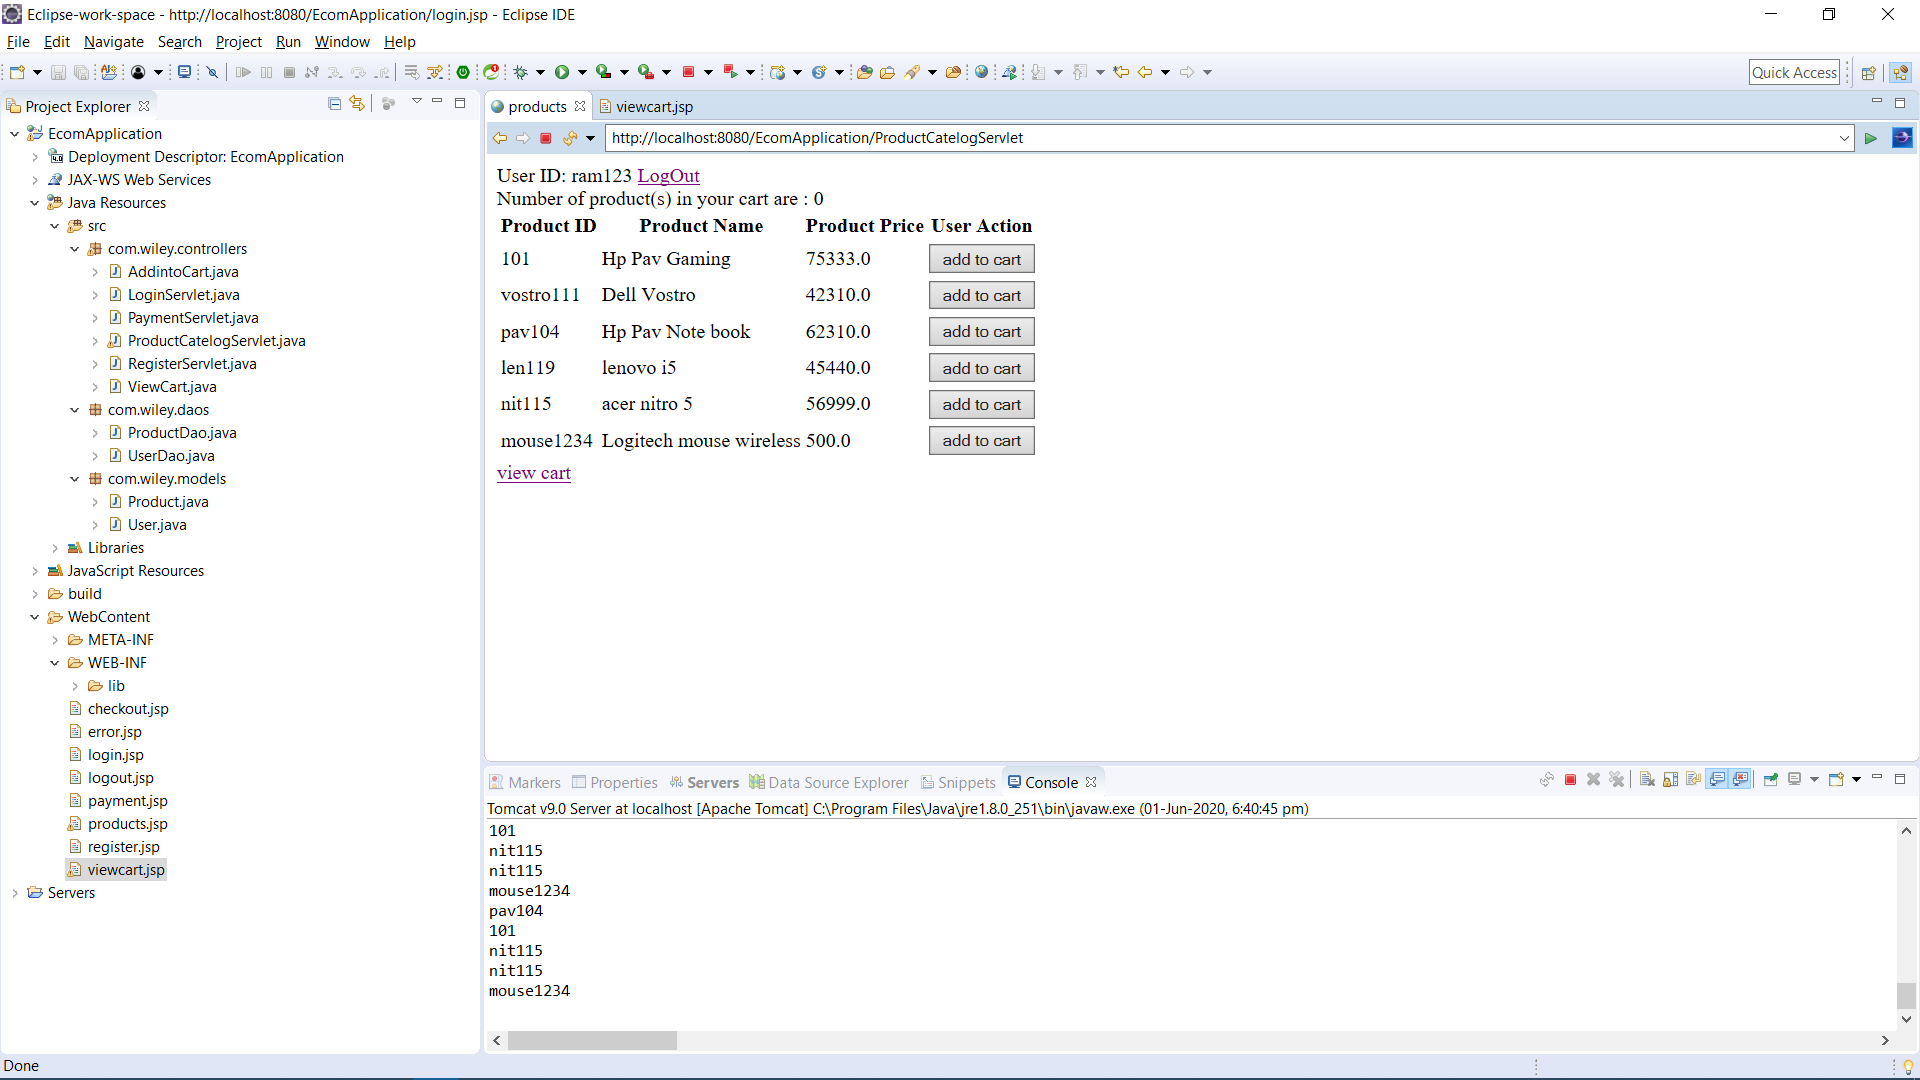 Eclipse-work-space - http://localhost:8080/EcomApplication/login.jsp - Eclipse IDE
File Edit Navigate Search Project Run Window Help
Quick Access
Project Explorer
EcomApplication
Deployment Descriptor: EcomApplication
JAX-WS Web Services
Java Resources
src
com.wiley.controllers
AddintoCart.java
LoginServlet.java
PaymentServlet.java
ProductCatelogServlet.java
RegisterServlet.java
ViewCart.java
com.wiley.daos
ProductDao.java
UserDao.java
com.wiley.models
Product.java
User.java
Libraries
JavaScript Resources
build
WebContent
META-INF
WEB-INF
lib
checkout.jsp
error.jsp
login.jsp
logout.jsp
payment.jsp
products.jsp
register.jsp
viewcart.jsp
Servers
products viewcart.jsp
http://localhost:8080/EcomApplication/ProductCatelogServlet
User ID: ram123 LogOut
Number of product(s) in your cart are : 0
Product ID Product Name Product Price User Action
101 Hp Pav Gaming 75333.0 add to cart
vostro111 Dell Vostro 42310.0 add to cart
pav104 Hp Pav Note book 62310.0 add to cart
len119 lenovo i5 45440.0 add to cart
nit115 acer nitro 5 56999.0 add to cart
mouse1234 Logitech mouse wireless 500.0 add to cart
view cart
Markers Properties Servers Data Source Explorer Snippets Console
Tomcat v9.0 Server at localhost [Apache Tomcat] C:\Program Files\Java\jre1.8.0_251\bin\javaw.exe (01-Jun-2020, 6:40:45 pm)
101
nit115
nit115
mouse1234
pav104
101
nit115
nit115
mouse1234
Done